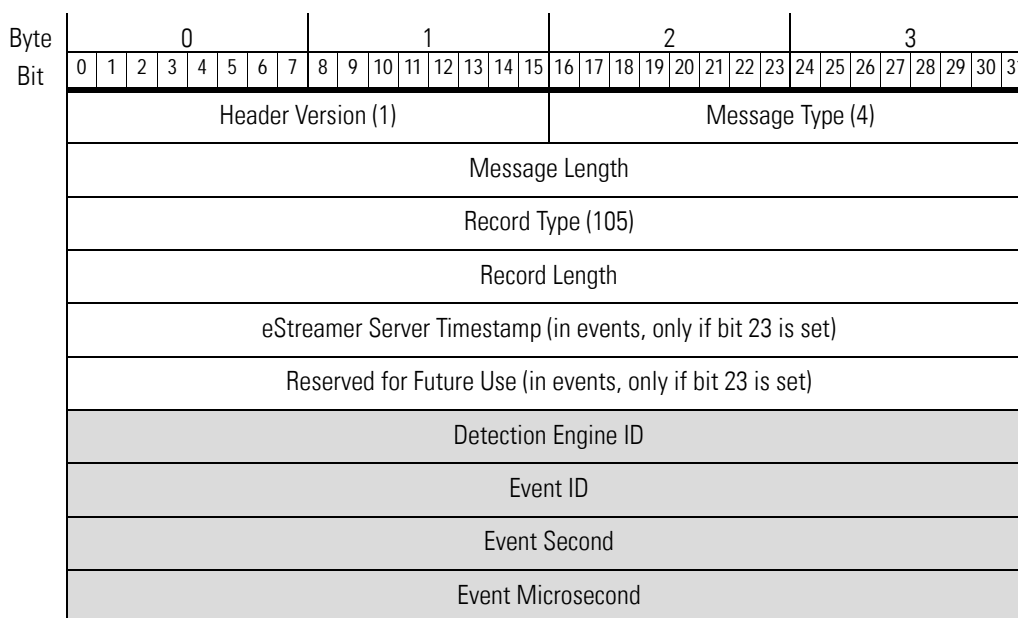 Byte 0 1 2 3
Bit 0 1 2 3 4 5 6 7 8 9 10 11 12 13 14 15 16 17 18 19 20 21 22 23 24 25 26 27 28 29 30 31
Header Version (1) Message Type (4)
Message Length
Record Type (105)
Record Length
eStreamer Server Timestamp (in events, only if bit 23 is set)
Reserved for Future Use (in events, only if bit 23 is set)
Detection Engine ID
Event ID
Event Second
Event Microsecond